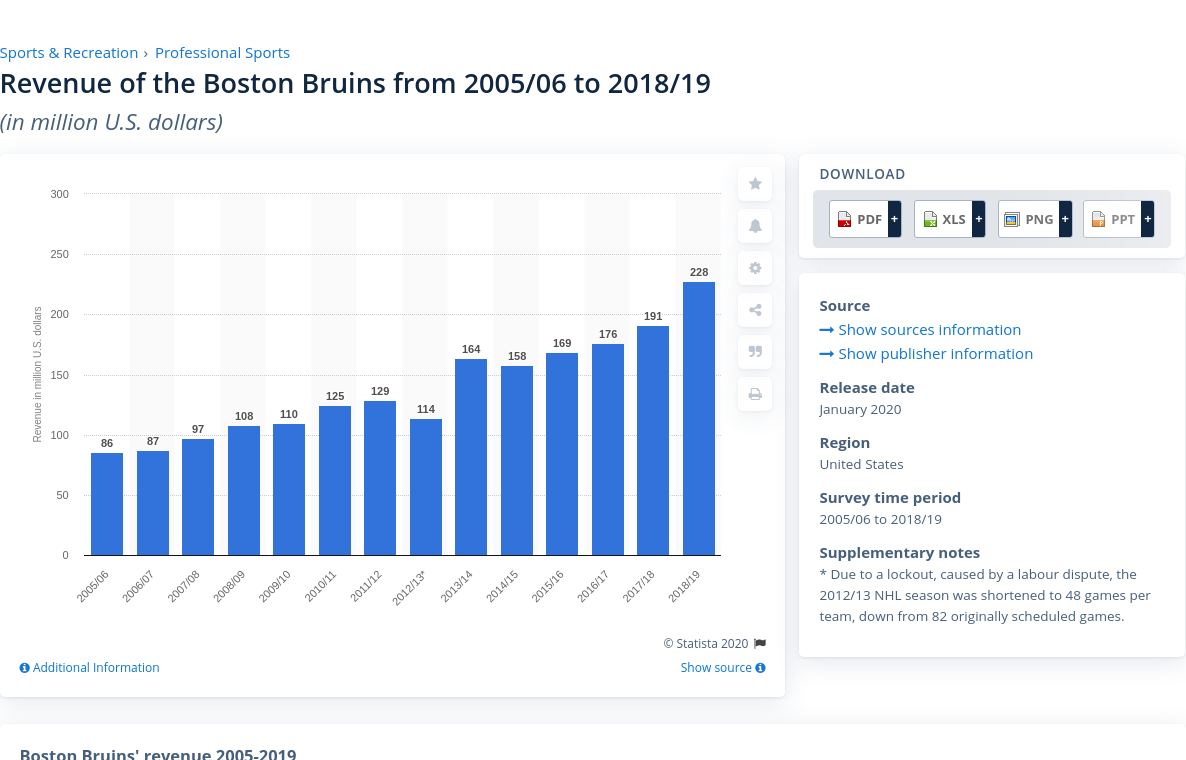 Sports & Recreation › Professional Sports
Revenue of the Boston Bruins from 2005/06 to 2018/19
(in million U.S. dollars)
Revenue in million U.S. dollars
300
250
200
150
100
50
0
86
87
97
108
110
125
129
114
164
158
169
176
191
228
2005/06
2006/07
2007/08
2008/09
2009/10
2010/11
2011/12
2012/13*
2013/14
2014/15
2015/16
2016/17
2017/18
2018/19
© Statista 2020
Additional Information
Show source
DOWNLOAD
PDF + XLS + PNG + PPT +
Source
Show sources information
Show publisher information
Release date
January 2020
Region
United States
Survey time period
2005/06 to 2018/19
Supplementary notes
* Due to a lockout, caused by a labour dispute, the
2012/13 NHL season was shortened to 48 games per
team, down from 82 originally scheduled games.
Boston Bruins' revenue 2005-2019